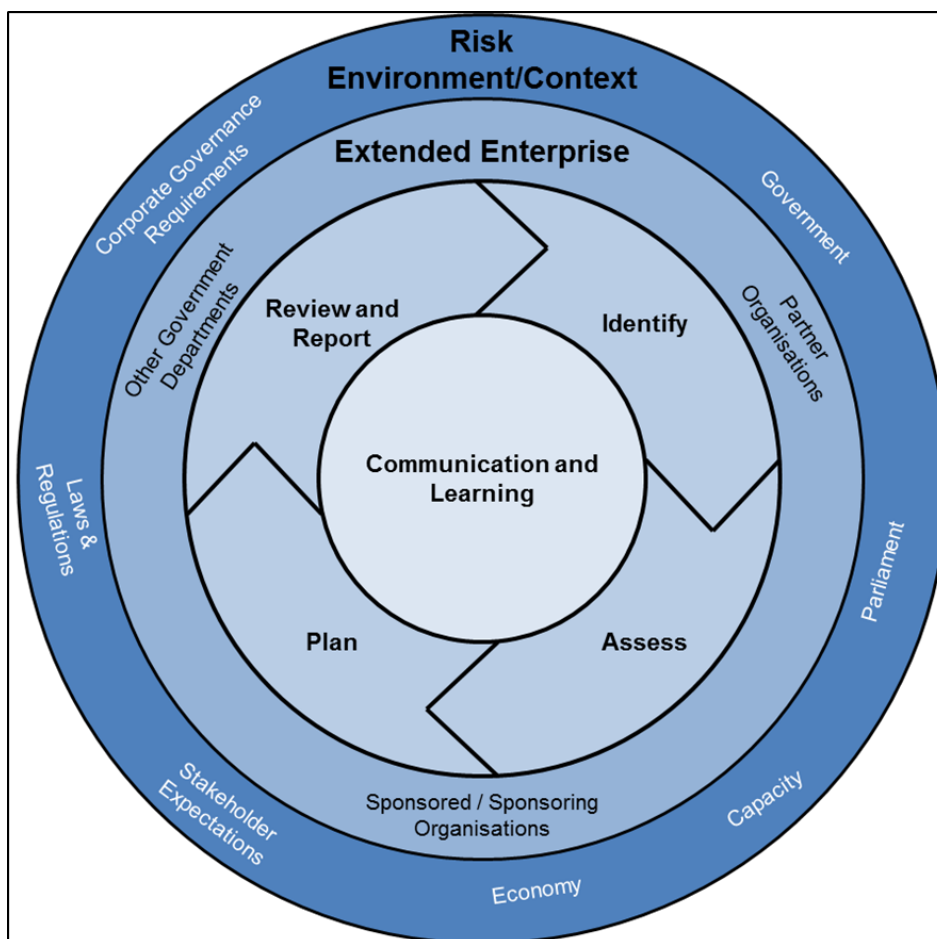 Risk
Environment/Context
Extended Enterprise
Corporate Governance
Requirements
Government
Other Government
Departments
Partner
Organisations
Review and
Report
Identify
Communication and
Learning
Laws &
Regulations
Parliament
Plan
Assess
Stakeholder
Expectations
Sponsored / Sponsoring
Organisations
Capacity
Economy